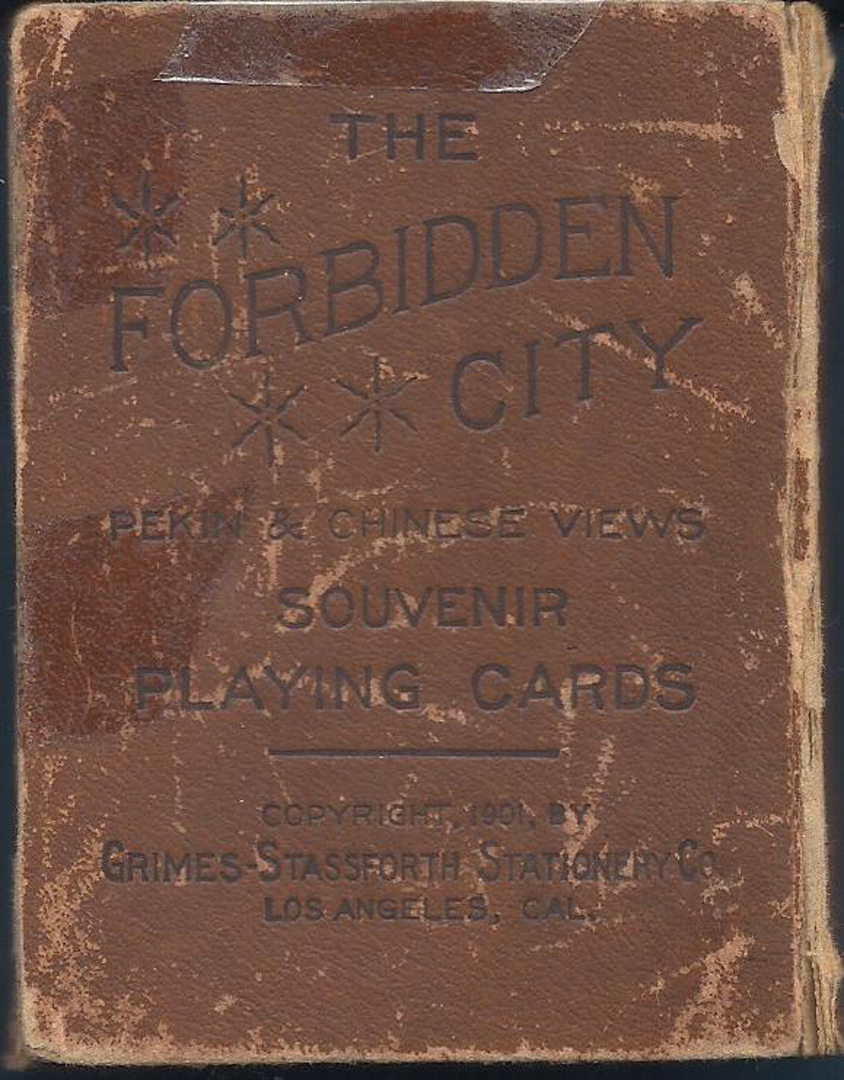 THE
FORBIDDEN
CITY
PEKIN & CHINESE VIEWS
SOUVENIR
PLAYING CARDS
COPYRIGHT, 1901, BY
GRIMES-STASSFORTH STATIONERY CO.
LOS ANGELES, CAL.